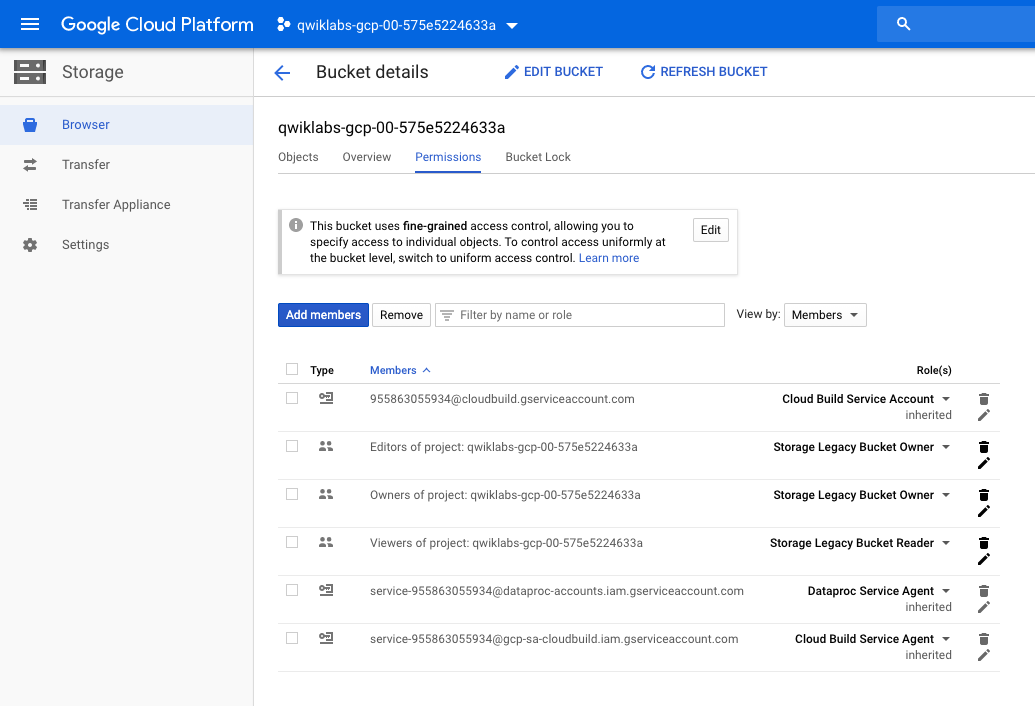 Google Cloud Platform
qwiklabs-gcp-00-575e5224633a
Storage
Bucket details
EDIT BUCKET
REFRESH BUCKET
Browser
Transfer
Transfer Appliance
Settings
qwiklabs-gcp-00-575e5224633a
Objects
Overview
Permissions
Bucket Lock
This bucket uses fine-grained access control, allowing you to
specify access to individual objects. To control access uniformly at
the bucket level, switch to uniform access control. Learn more
Edit
Add members
Remove
Filter by name or role
View by:
Members
Type
Members
Role(s)
955863055934@cloudbuild.gserviceaccount.com
Cloud Build Service Account
inherited
Editors of project: qwiklabs-gcp-00-575e5224633a
Storage Legacy Bucket Owner
Owners of project: qwiklabs-gcp-00-575e5224633a
Storage Legacy Bucket Owner
Viewers of project: qwiklabs-gcp-00-575e5224633a
Storage Legacy Bucket Reader
service-955863055934@dataproc-accounts.iam.gserviceaccount.com
Dataproc Service Agent
inherited
service-955863055934@gcp-sa-cloudbuild.iam.gserviceaccount.com
Cloud Build Service Agent
inherited